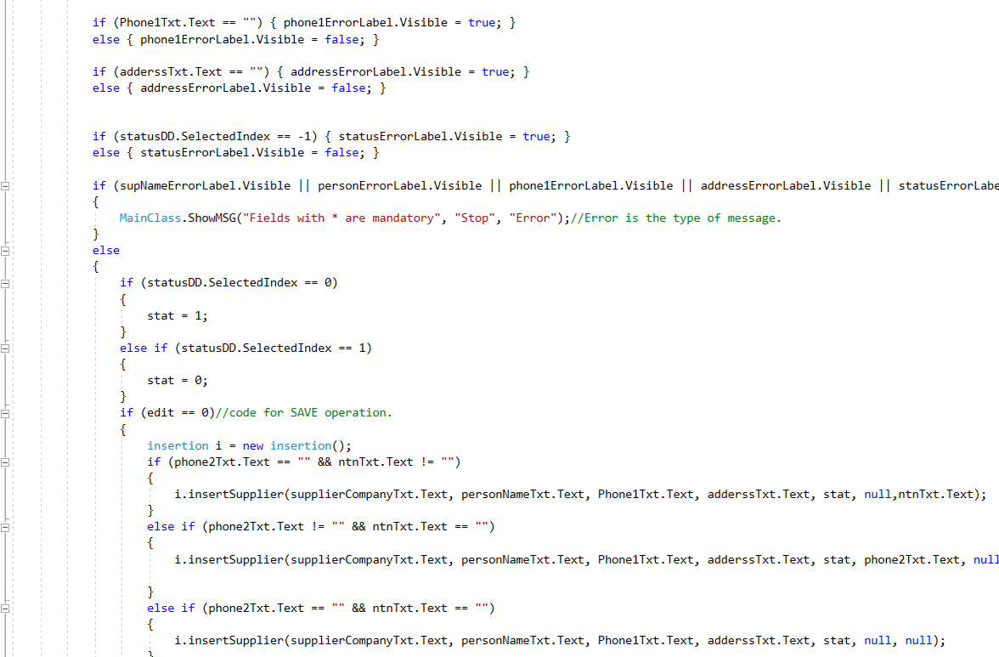 if (Phone1Txt.Text == "") { phone1ErrorLabel.Visible = true; }
else { phone1ErrorLabel.Visible = false; }
if (adderssTxt.Text == "") { addressErrorLabel.Visible = true; }
else { addressErrorLabel.Visible = false; }
if (statusDD.SelectedIndex == -1) { statusErrorLabel.Visible = true; }
else { statusErrorLabel.Visible = false; }
if (supNameErrorLabel.Visible || personErrorLabel.Visible || phone1ErrorLabel.Visible || addressErrorLabel.Visible || statusErrorLabe
{
MainClass.ShowMSG("Fields with * are mandatory", "Stop", "Error");//Error is the type of message.
}
else
{
if (statusDD.SelectedIndex == 0)
{
stat = 1;
}
else if (statusDD.SelectedIndex == 1)
{
stat = 0;
}
if (edit == 0)//code for SAVE operation.
{
insertion i = new insertion();
if (phone2Txt.Text == "" && ntnTxt.Text != "")
{
i.insertSupplier(supplierCompanyTxt.Text, personNameTxt.Text, Phone1Txt.Text, adderssTxt.Text, stat, null,ntnTxt.Text);
}
else if (phone2Txt.Text != "" && ntnTxt.Text == "")
{
i.insertSupplier(supplierCompanyTxt.Text, personNameTxt.Text, Phone1Txt.Text, adderssTxt.Text, stat, phone2Txt.Text, null
}
else if (phone2Txt.Text == "" && ntnTxt.Text == "")
{
i.insertSupplier(supplierCompanyTxt.Text, personNameTxt.Text, Phone1Txt.Text, adderssTxt.Text, stat, null, null);
}